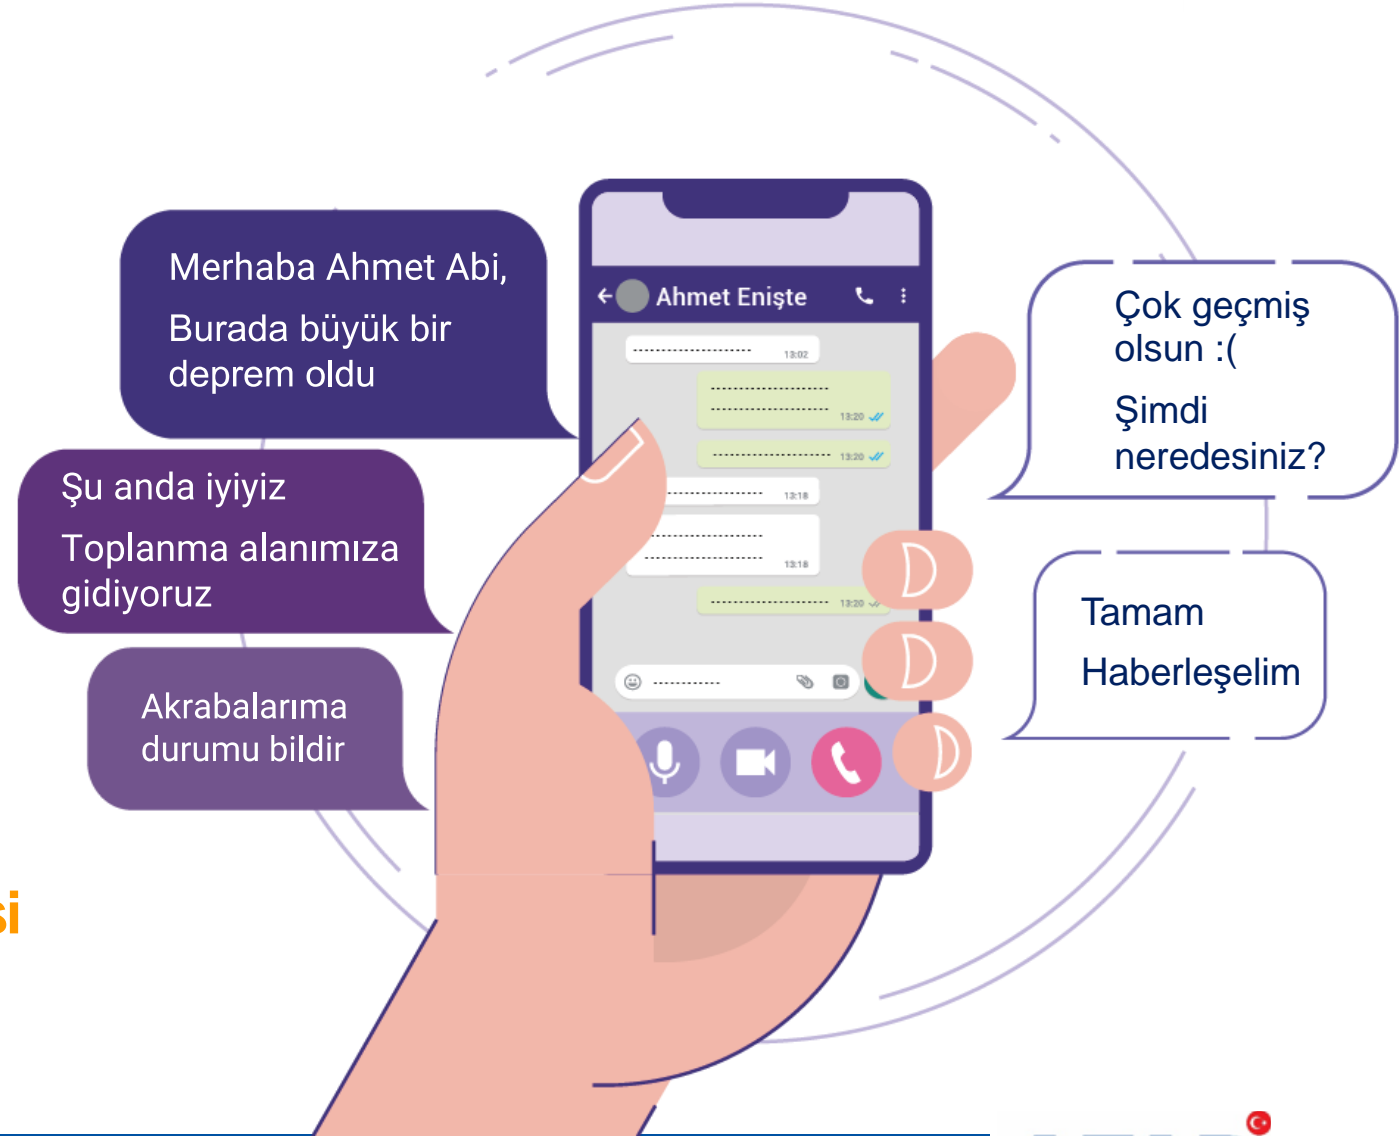 Merhaba Ahmet Abi,
Burada büyük bir
deprem oldu
Şu anda iyiyiz
Toplanma alanımıza
gidiyoruz
Akrabalarıma
durumu bildir
Ahmet Enişte
13:02
13:20
13:20
13:18
13:18
13:20
Çok geçmiş
olsun :(
Şimdi
neredesiniz?
Tamam
Haberleşelim
si